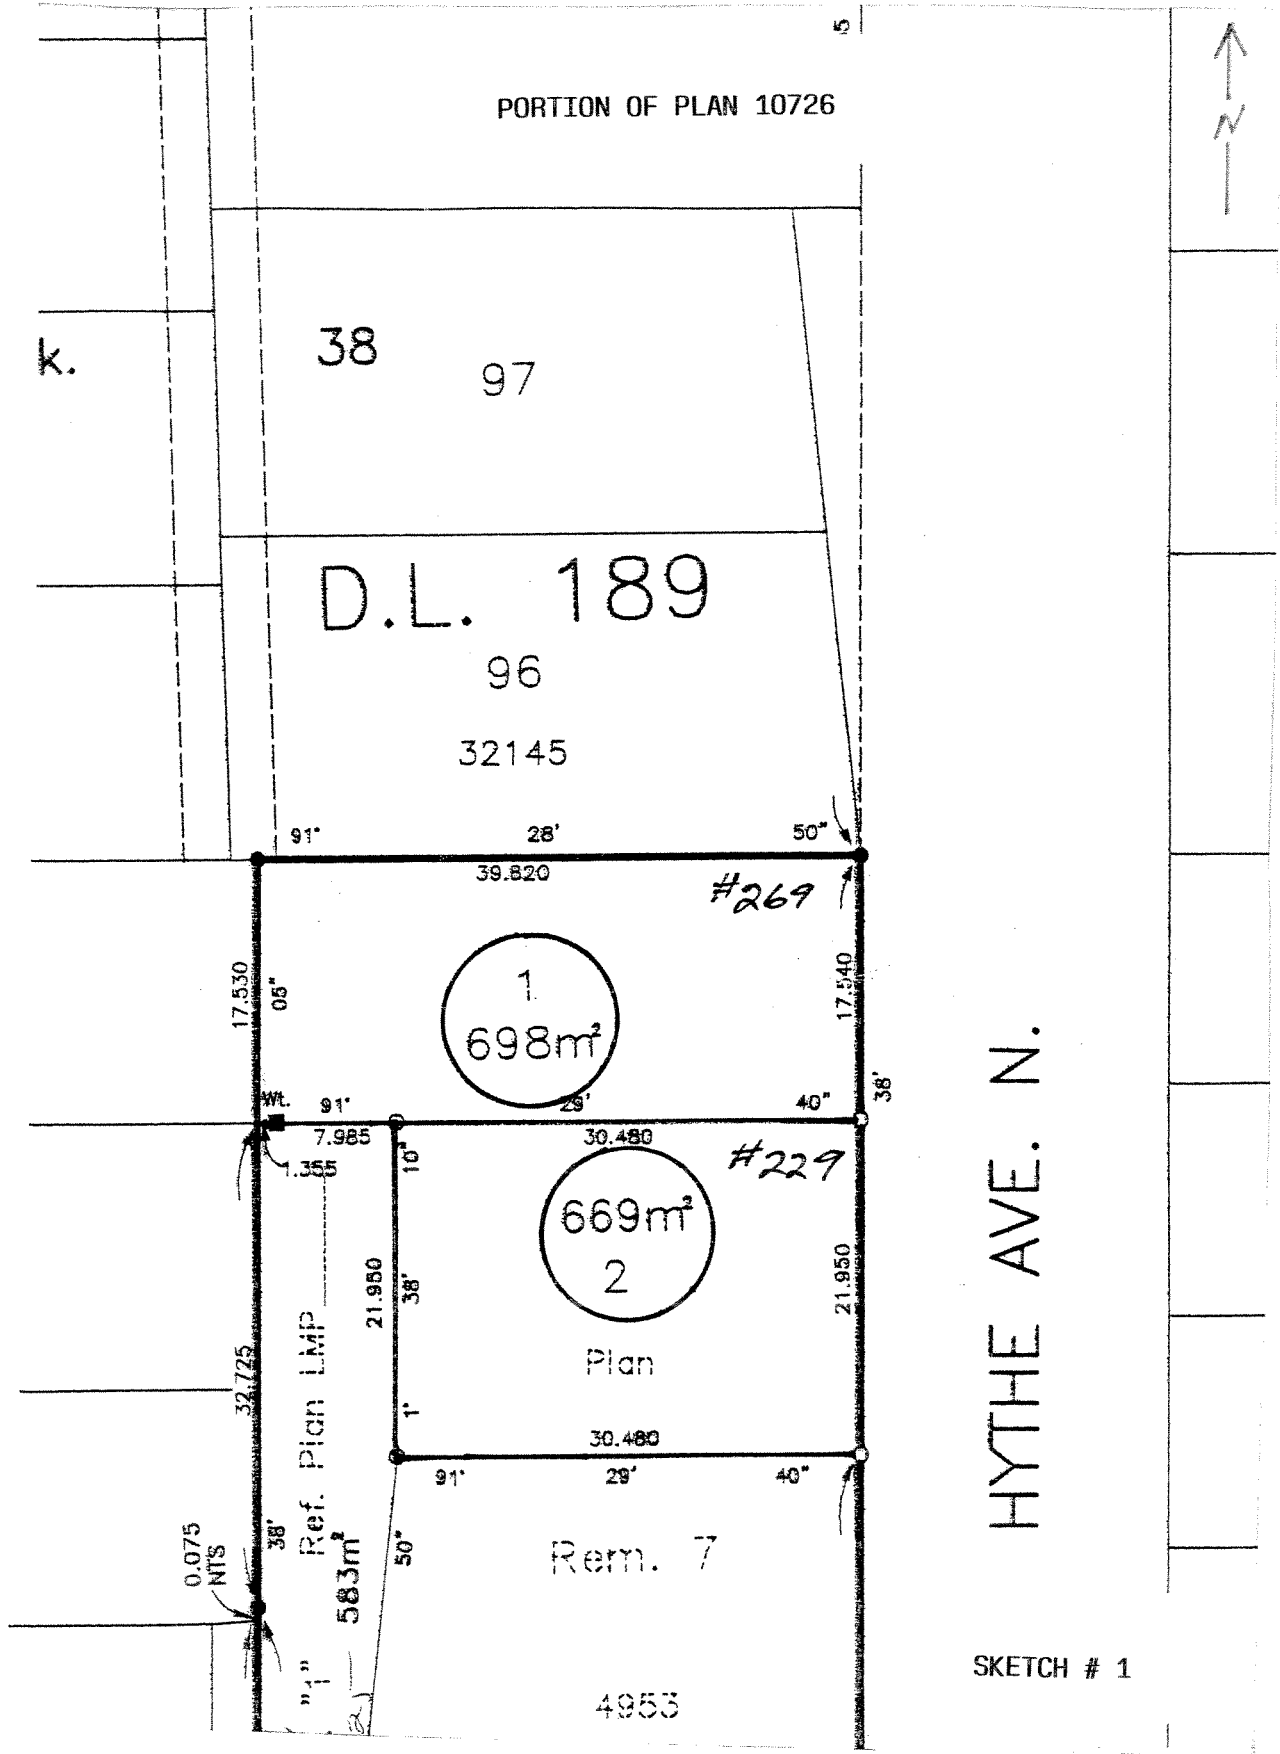 5
PORTION OF PLAN 10726
N
k.
38
97
D.L. 189
96
32145
91° 28' 50"
39.820
#269
1
698m²
17.530
05"
17.540
38'
Wt.
91° 29' 40"
7.985
30.480
1.355
10"
#229
669m²
2
21.950
38'
1°
21.950
Plan
32.725
38'
Ref. Plan LMP
30.480
91° 29' 40"
0.075
NTS
583m²
50"
Rem. 7
"1"
4953
HYTHE AVE. N.
SKETCH # 1